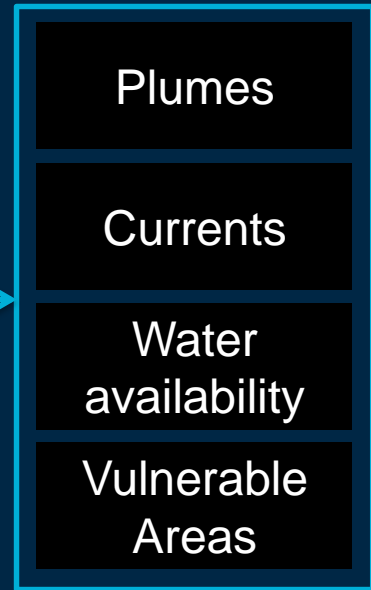 Plumes
Currents
Water
availability
Vulnerable
Areas